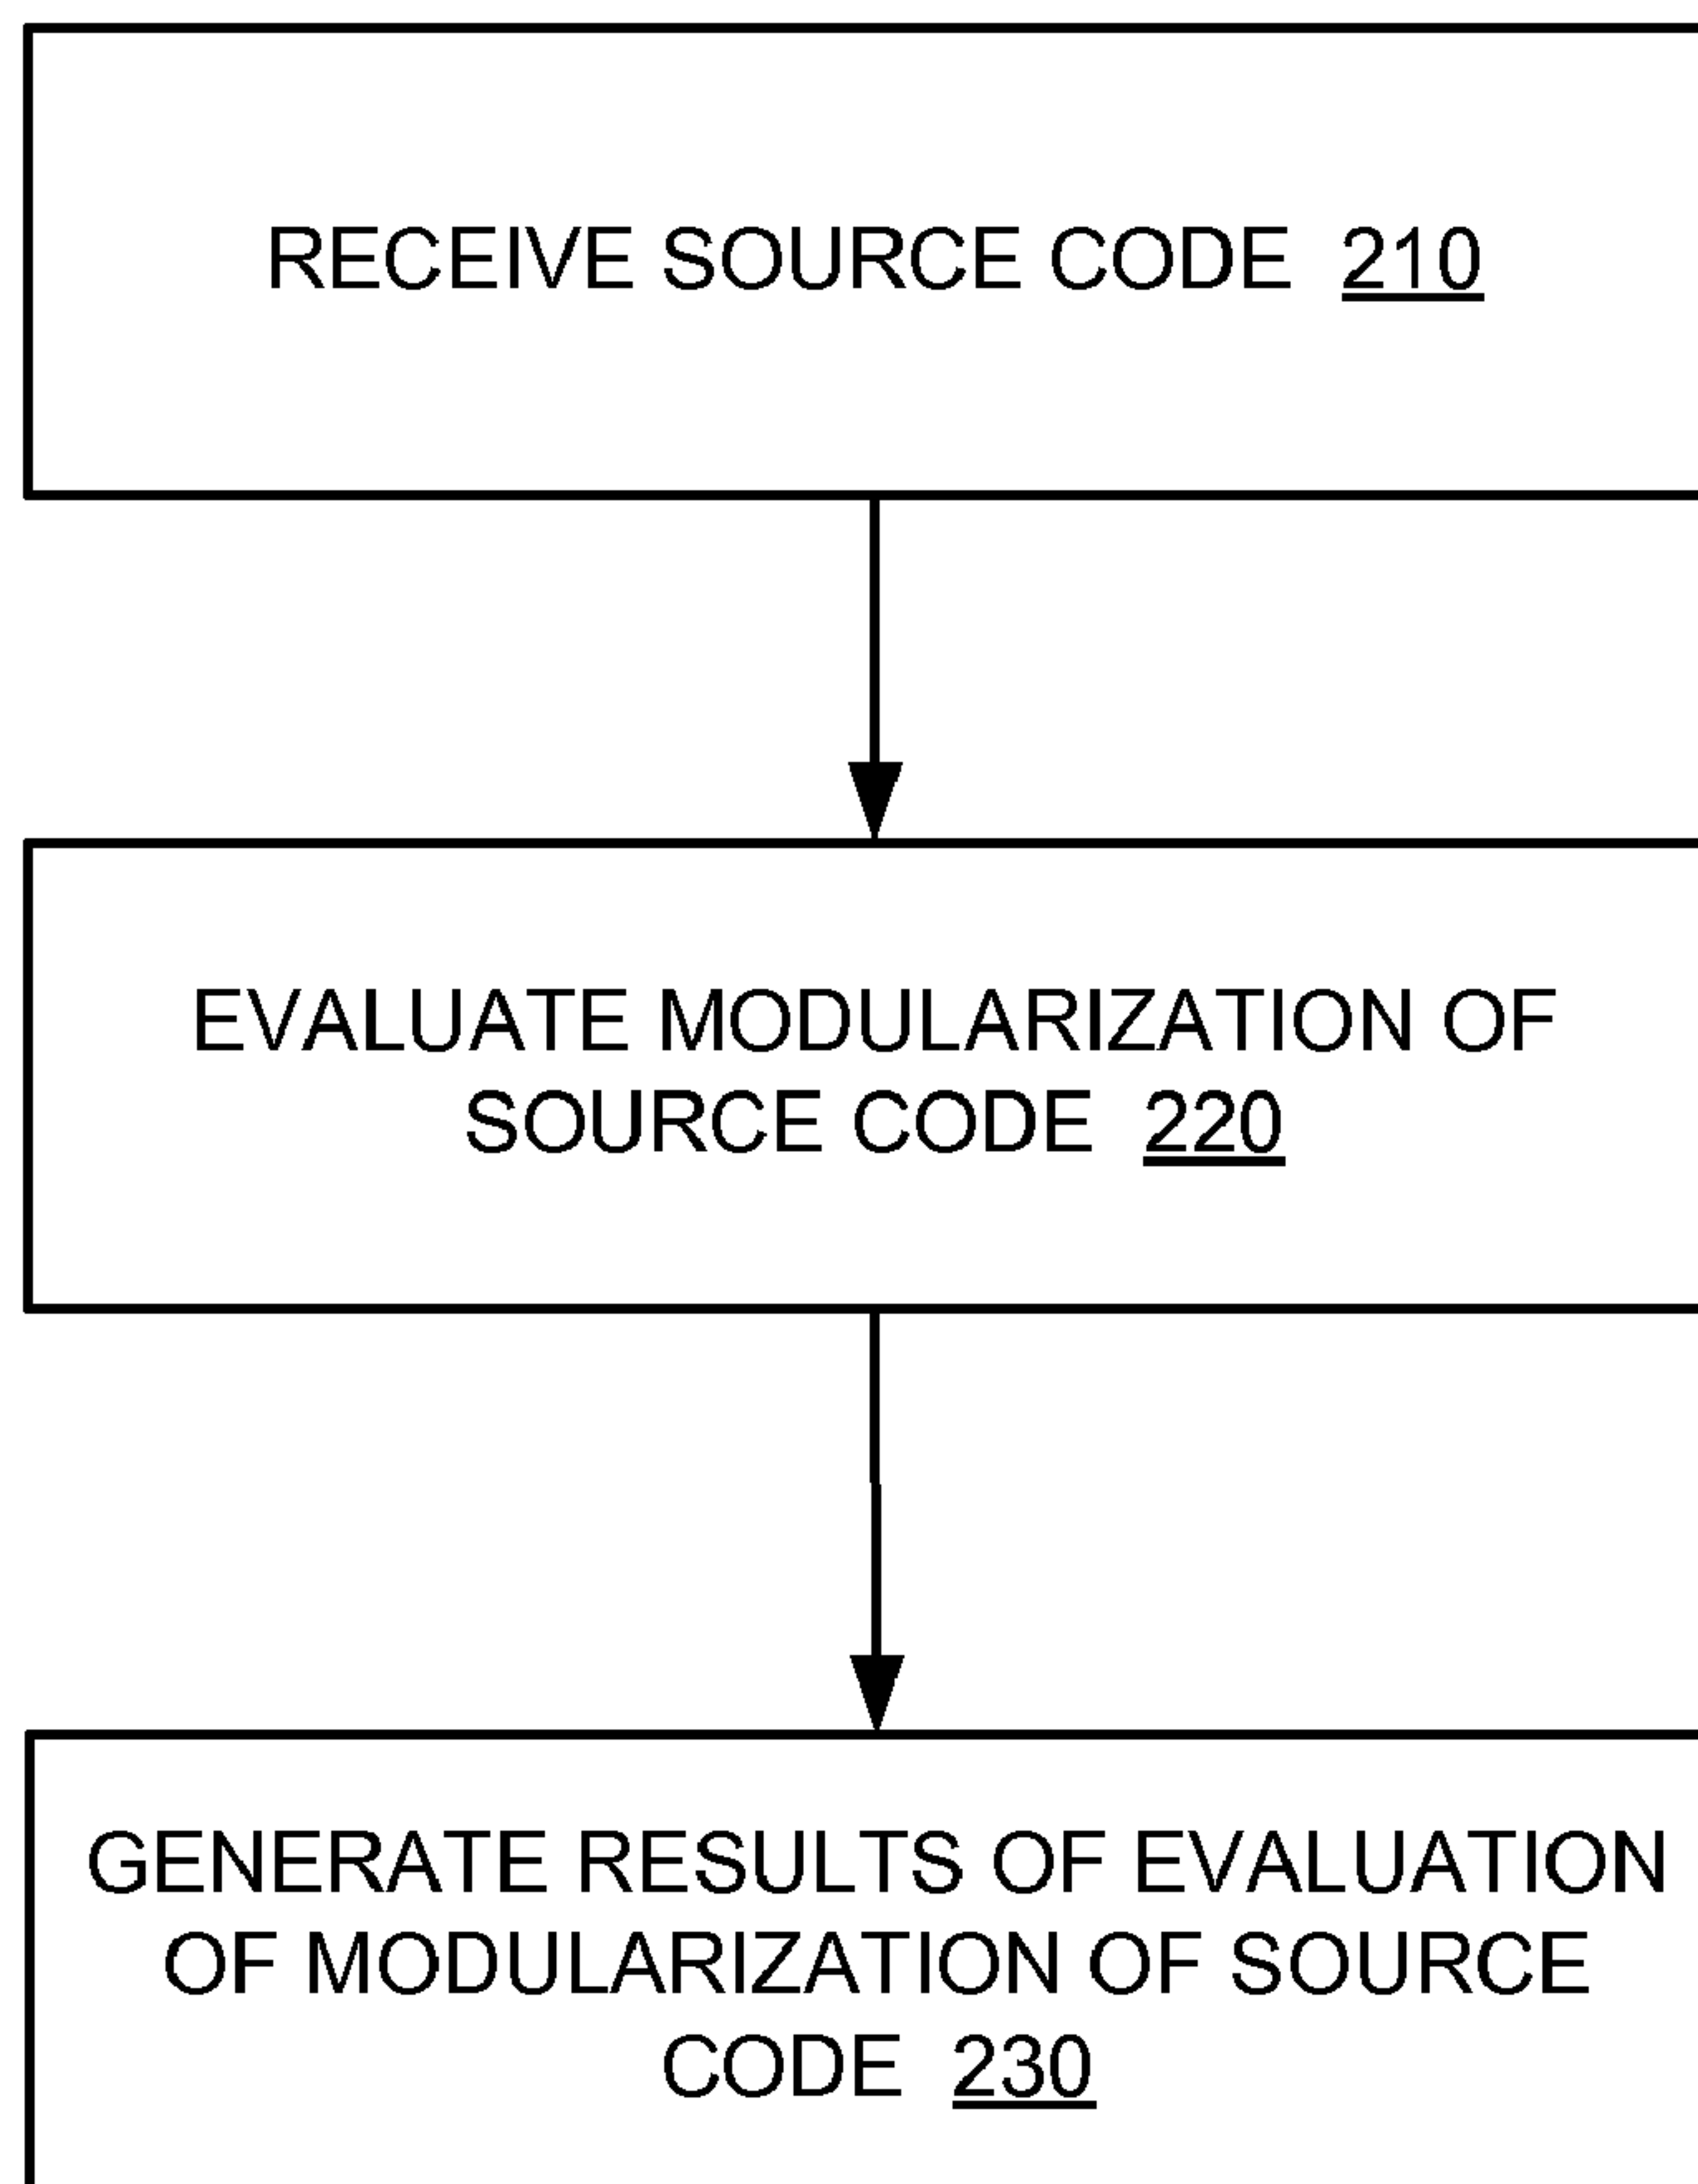 RECEIVE SOURCE CODE 210
EVALUATE MODULARIZATION OF
SOURCE CODE 220
GENERATE RESULTS OF EVALUATION
OF MODULARIZATION OF SOURCE
CODE 230